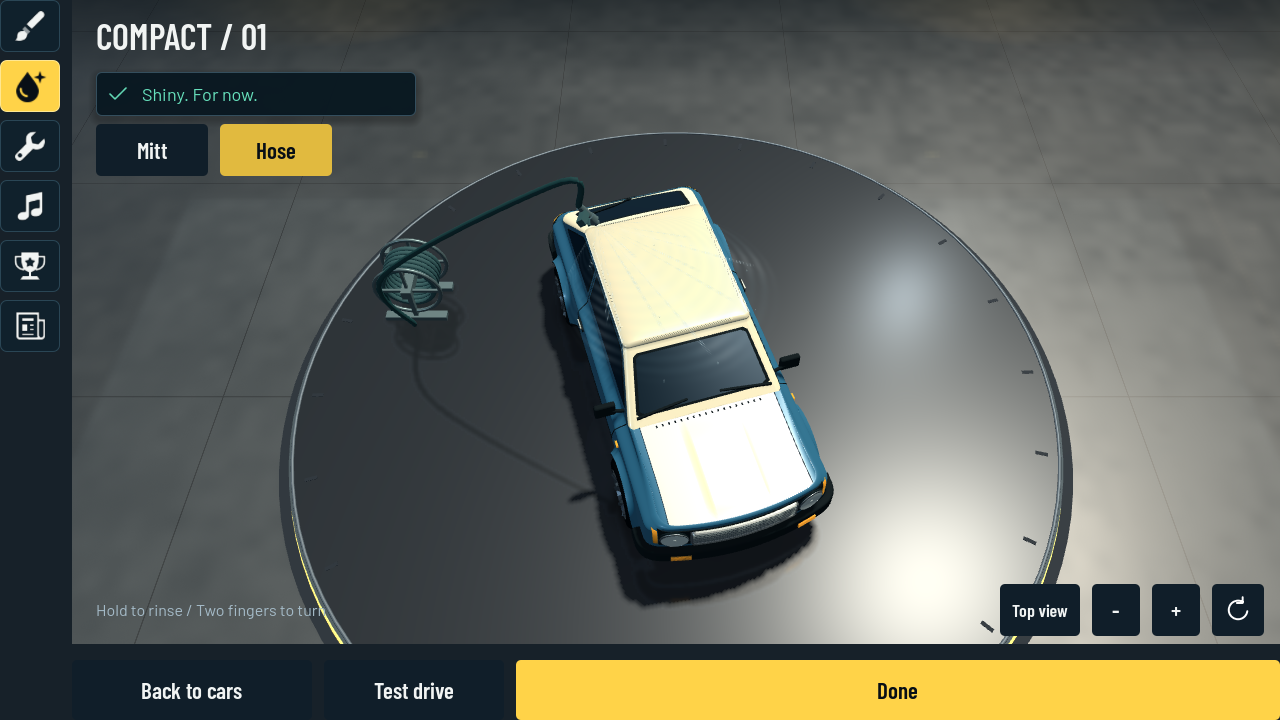 COMPACT / 01
Shiny. For now.
Mitt
Hose
Hold to rinse / Two fingers to turn
Top view
-
+
Back to cars
Test drive
Done